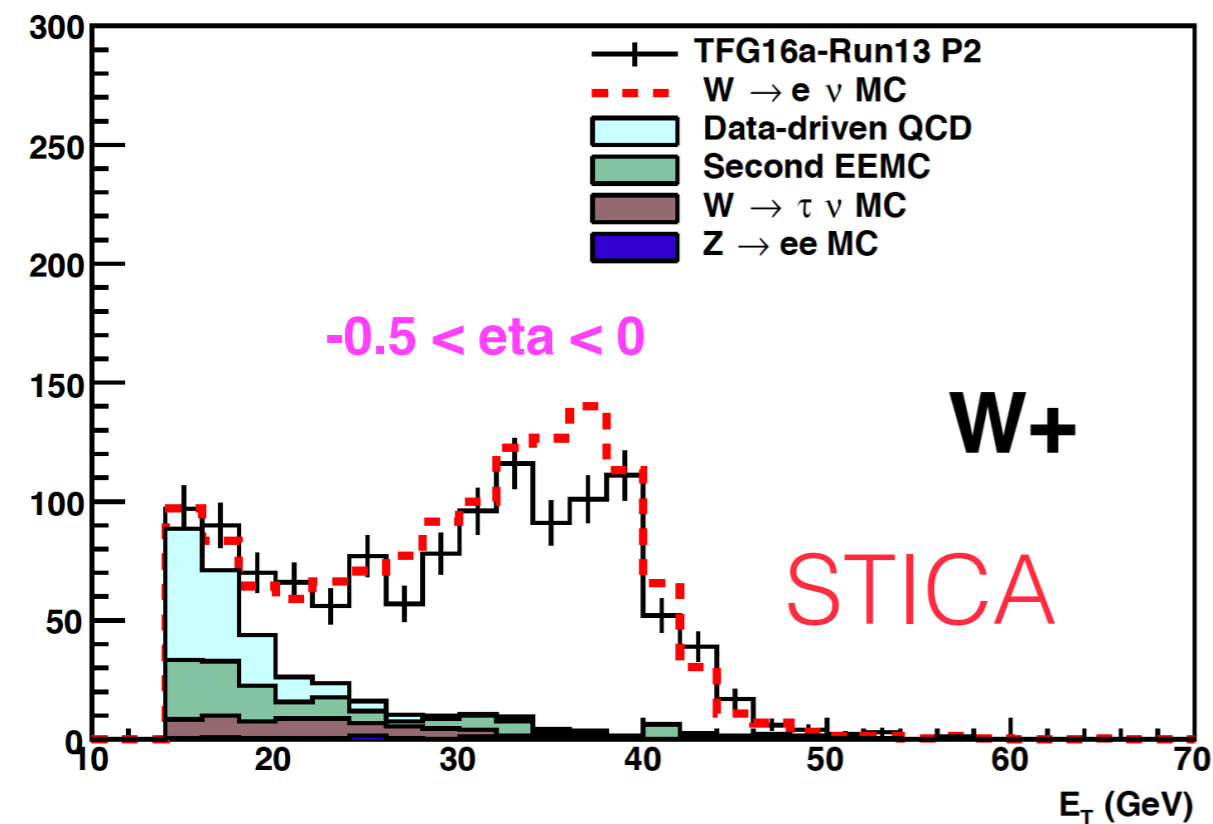 300
250
200
150
100
50
0
TFG16a-Run13 P2
W → e ν MC
Data-driven QCD
Second EEMC
W → τ ν MC
Z → ee MC
-0.5 < eta < 0
W+
STICA
10 20 30 40 50 60 70
E_T (GeV)